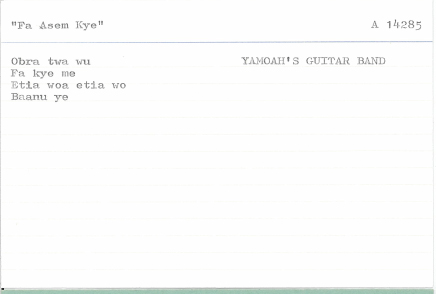 "Fa Asem Kye" A 14285
Obra twa wu YAMOAH'S GUITAR BAND
Fa kye me
Etia woa etia wo
Baanu ye